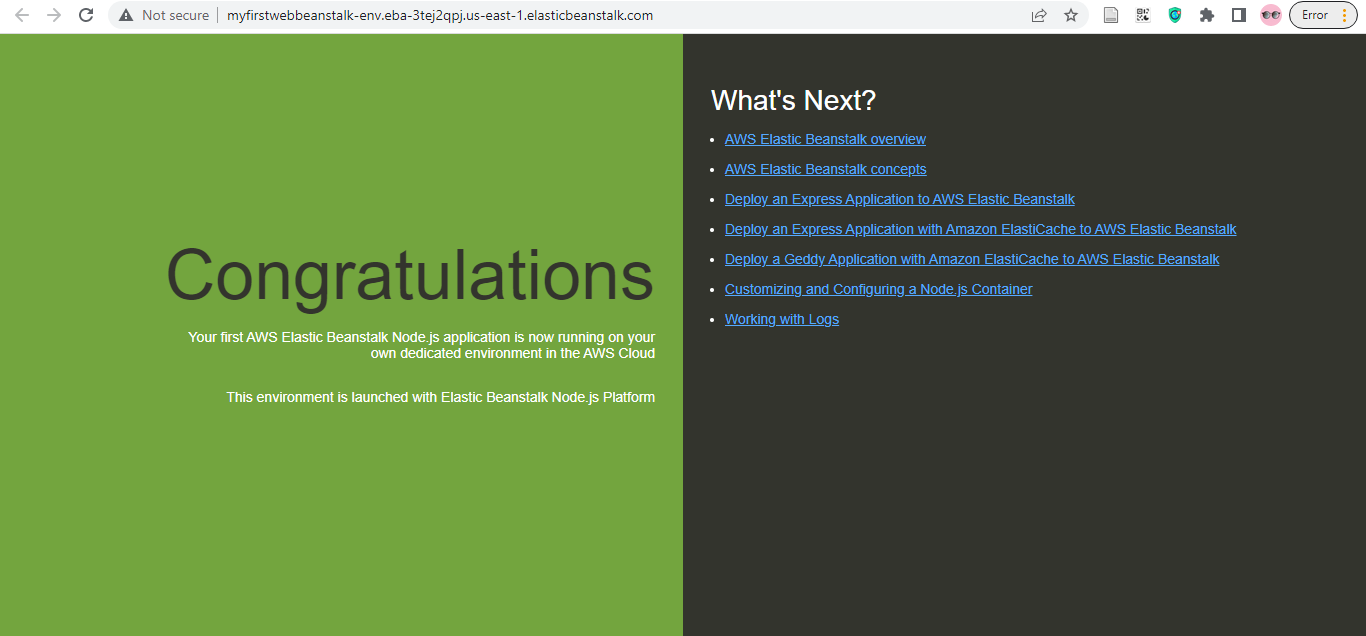 Not secure
myfirstwebbeanstalk-env.eba-3tej2qpj.us-east-1.elasticbeanstalk.com
Error
Congratulations
Your first AWS Elastic Beanstalk Node.js application is now running on your
own dedicated environment in the AWS Cloud
This environment is launched with Elastic Beanstalk Node.js Platform
What's Next?
AWS Elastic Beanstalk overview
AWS Elastic Beanstalk concepts
Deploy an Express Application to AWS Elastic Beanstalk
Deploy an Express Application with Amazon ElastiCache to AWS Elastic Beanstalk
Deploy a Geddy Application with Amazon ElastiCache to AWS Elastic Beanstalk
Customizing and Configuring a Node.js Container
Working with Logs